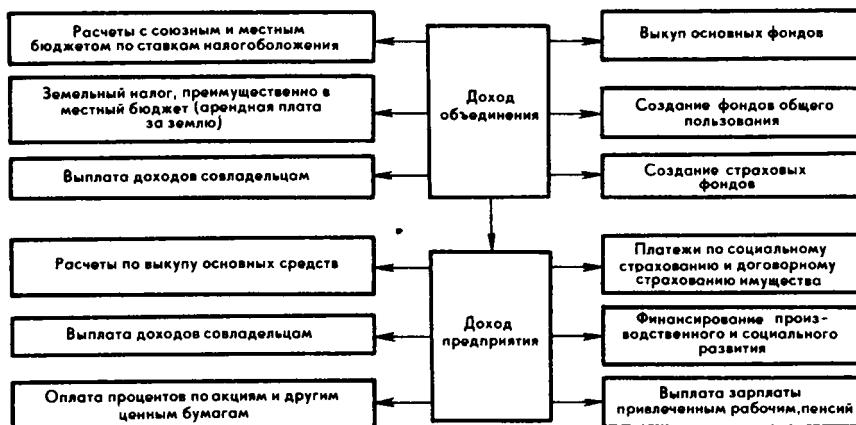 Расчеты с союзным и местным
бюджетом по ставкам налогоболожения
Земельный налог, преимущественно в
местный бюджет (арендная плата
за землю)
Выплата доходов совладельцам
Доход
объединения
Выкуп основных фондов
Создание фондов общего
пользования
Создание страховых
фондов
Расчеты по выкупу основных средств
Выплата доходов совладельцам
Оплата процентов по акциям и другим
ценным бумагам
Доход
предприятия
Платежи по социальному
страхованию и договорному
страхованию имущества
Финансирование произ-
водственного и социального
развития
Выплата зарплаты
привлеченным рабочим, пенсий